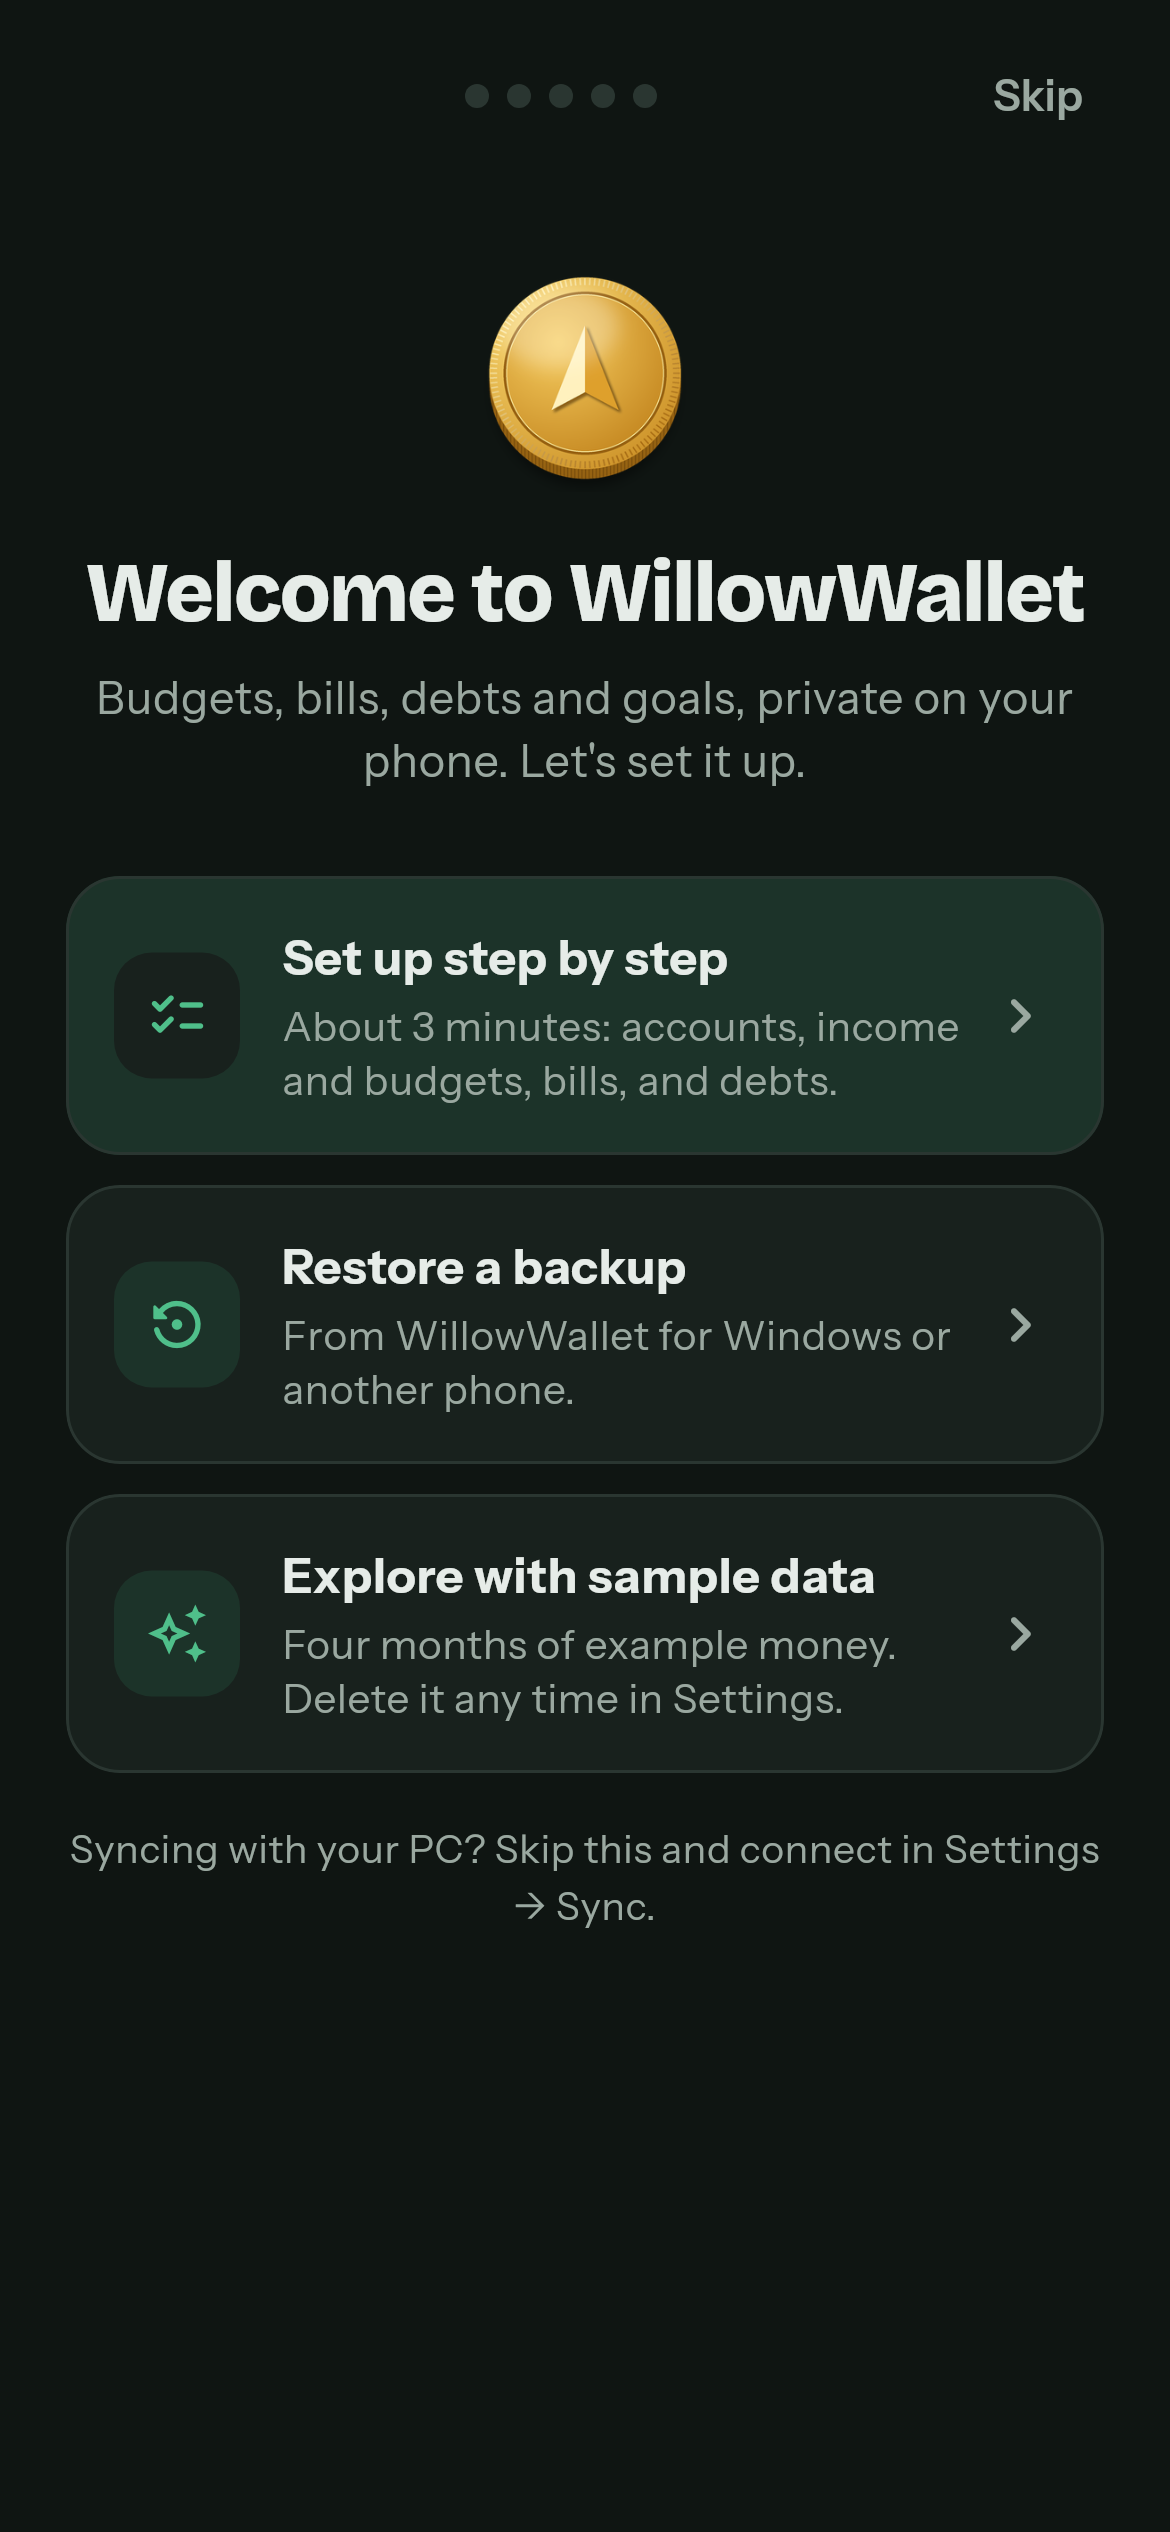 Skip
Welcome to WillowWallet
Budgets, bills, debts and goals, private on your
phone. Let's set it up.
Set up step by step
About 3 minutes: accounts, income
and budgets, bills, and debts.
Restore a backup
From WillowWallet for Windows or
another phone.
Explore with sample data
Four months of example money.
Delete it any time in Settings.
Syncing with your PC? Skip this and connect in Settings
→ Sync.